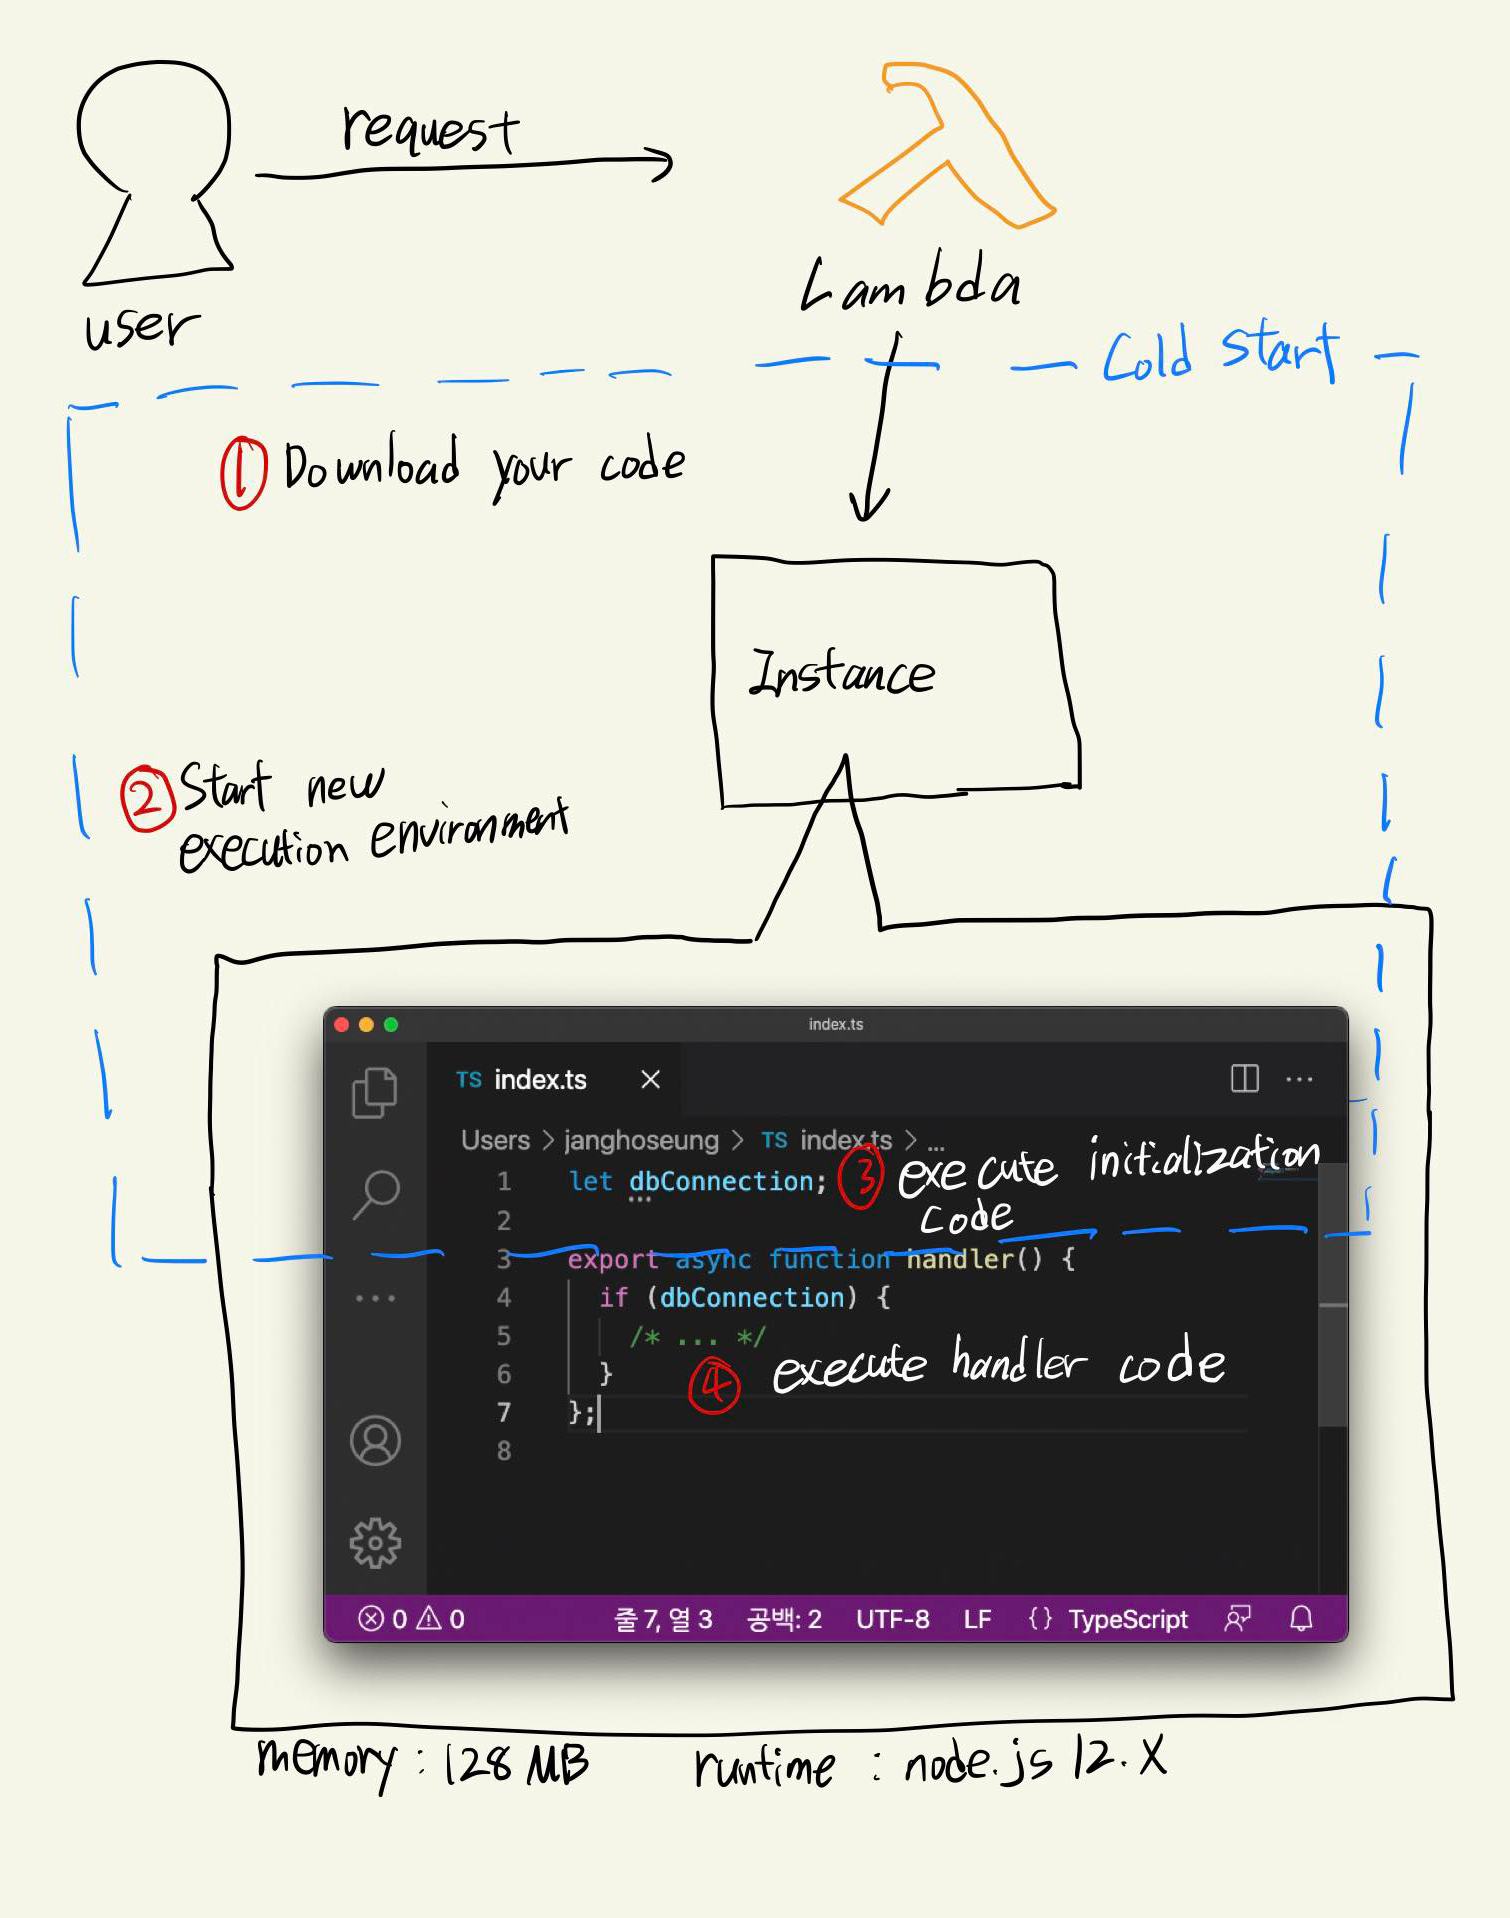 request
user
Lambda
Cold start
1 Download your code
Instance
2 Start new
execution environment
index.ts
TS index.ts
Users > janghoseung > TS index.ts > ...
1 let dbConnection;
3 execute initialization
code
2
3 export async function handler() {
4 if (dbConnection) {
5 /* ... */
6 }
4 execute handler code
7 };
8
0 0 줄 7, 열 3 공백: 2 UTF-8 LF {} TypeScript
memory : 128 MB runtime : node.js 12.X